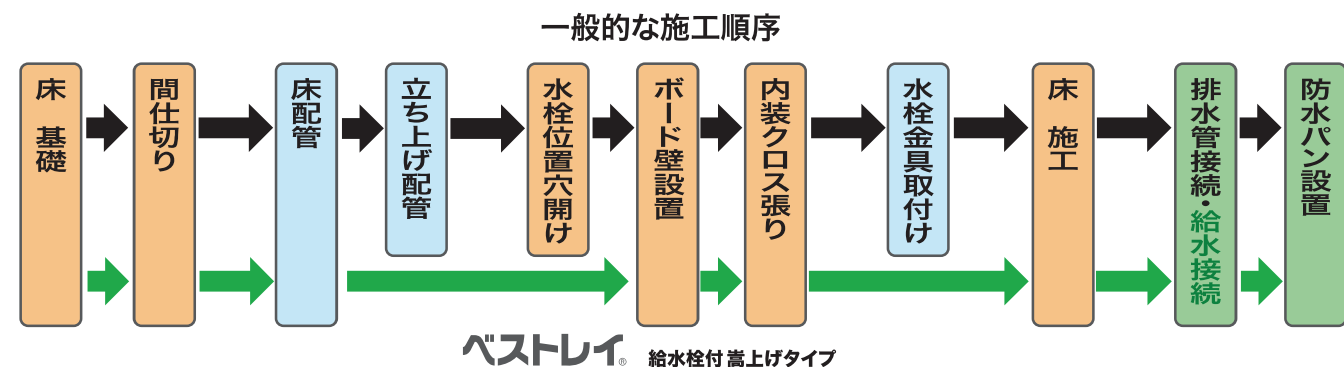 一般的な施工順序
床 基礎
間仕切り
床配管
立ち上げ配管
水栓位置穴開け
ボード壁設置
内装クロス張り
水栓金具取付け
床 施工
排水管接続・給水接続
防水パン設置
ベストレイ® 給水栓付 嵩上げタイプ